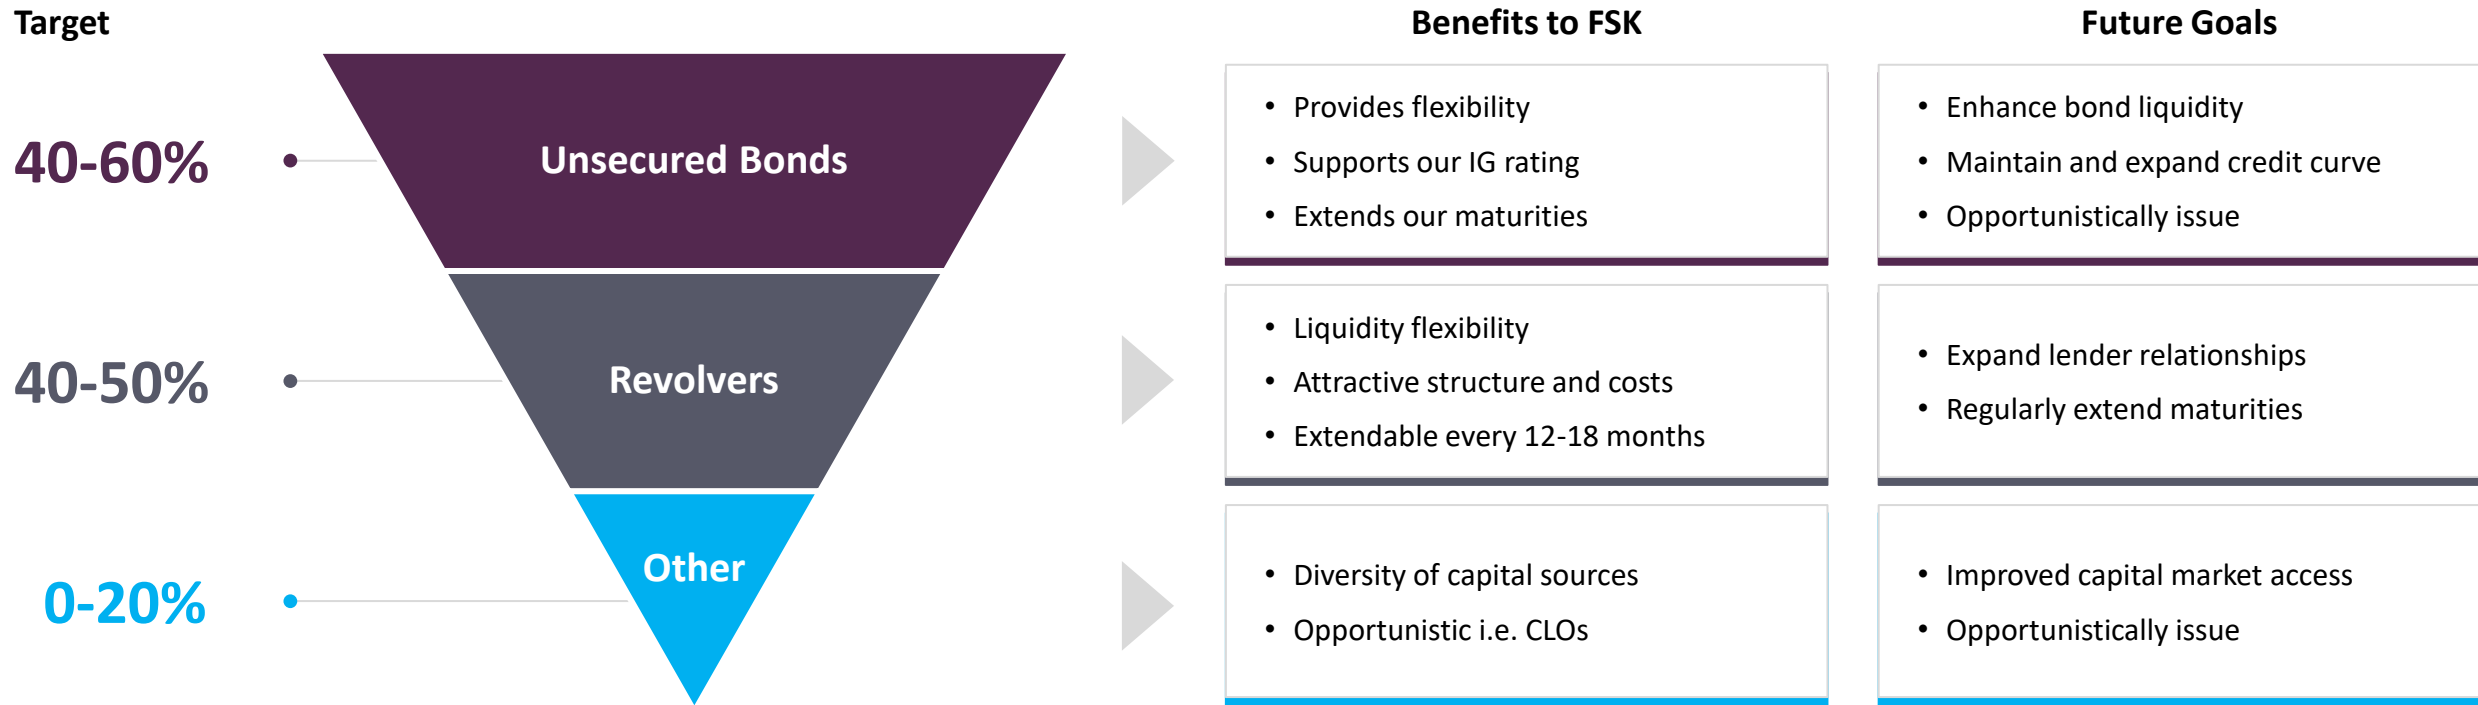 Target
Benefits to FSK
Future Goals
40-60%
Unsecured Bonds
• Provides flexibility
• Supports our IG rating
• Extends our maturities
• Enhance bond liquidity
• Maintain and expand credit curve
• Opportunistically issue
40-50%
Revolvers
• Liquidity flexibility
• Attractive structure and costs
• Extendable every 12-18 months
• Expand lender relationships
• Regularly extend maturities
0-20%
Other
• Diversity of capital sources
• Opportunistic i.e. CLOs
• Improved capital market access
• Opportunistically issue